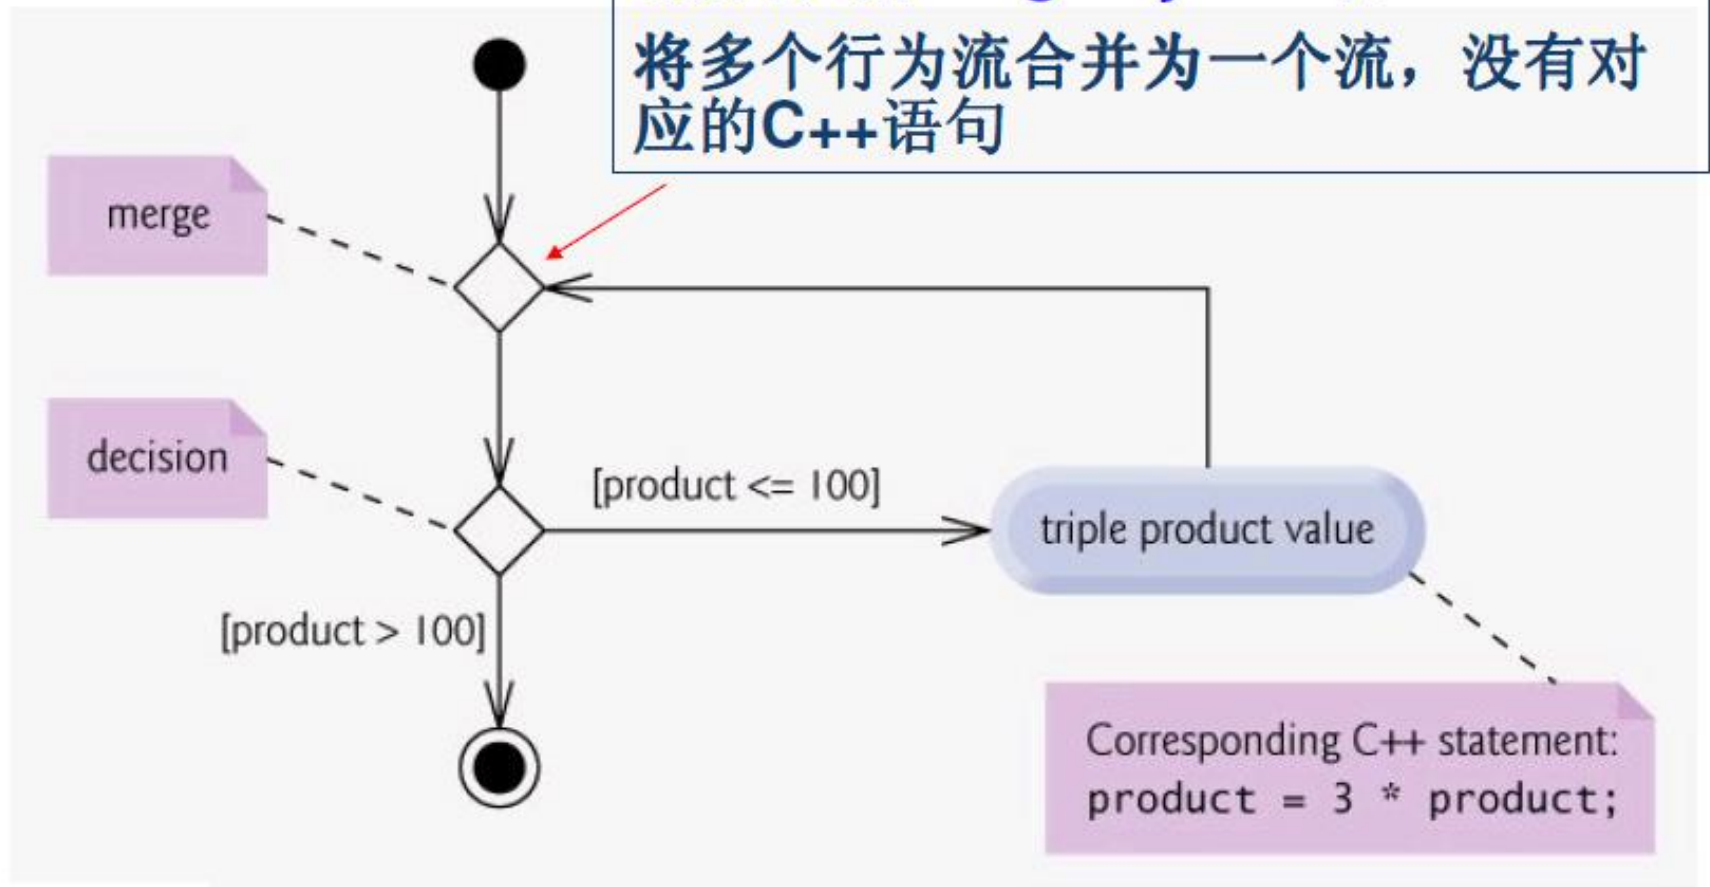 将多个行为流合并为一个流，没有对
应的C++语句
merge
decision
[product <= 100]
triple product value
[product > 100]
Corresponding C++ statement:
product = 3 * product;